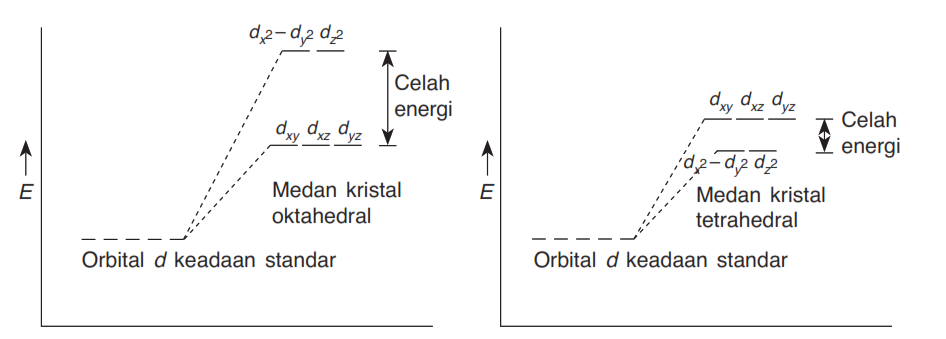 dx2 – dy2 dz2
Celah
energi
dxy dxz dyz
E
Medan kristal
oktahedral
Orbital d keadaan standar
dxy dxz dyz
Celah
energi
dx2 – dy2 dz2
E
Medan kristal
tetrahedral
Orbital d keadaan standar